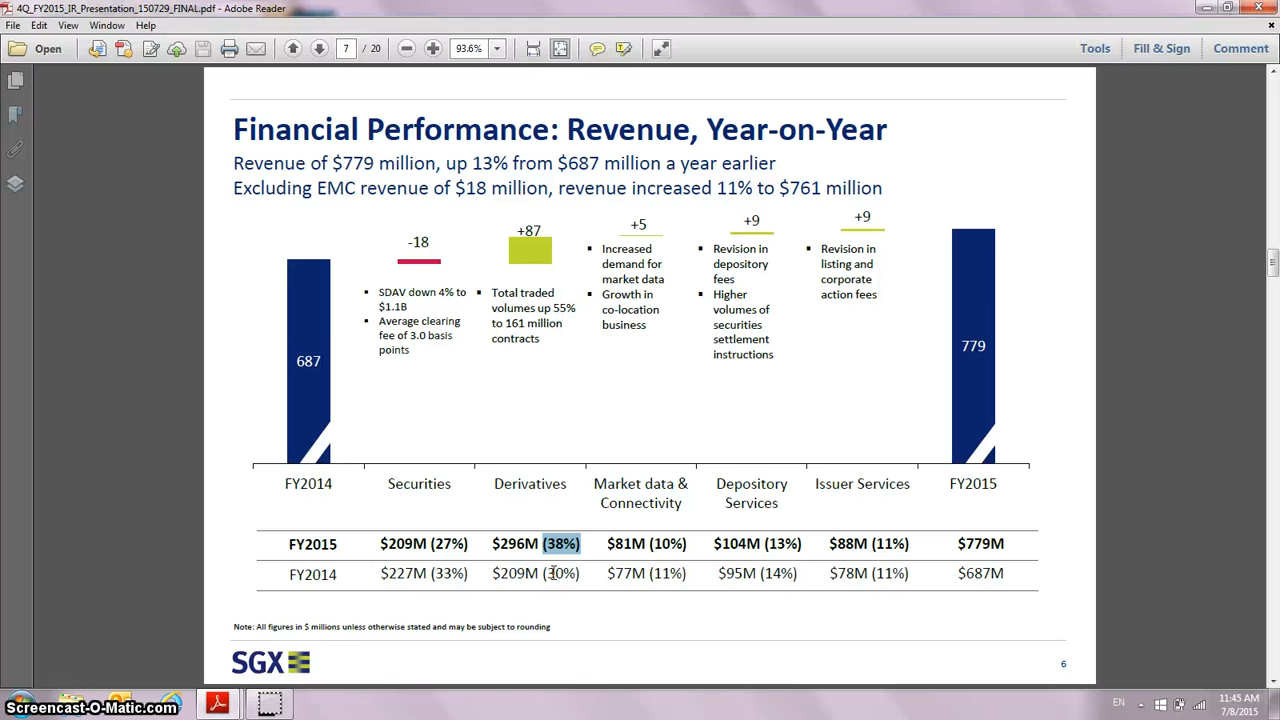 4Q_FY2015_IR_Presentation_150729_FINAL.pdf - Adobe Reader
File Edit View Window Help
Open 7 / 20 93.6% Tools Fill & Sign Comment
Financial Performance: Revenue, Year-on-Year
Revenue of $779 million, up 13% from $687 million a year earlier
Excluding EMC revenue of $18 million, revenue increased 11% to $761 million
-18
SDAV down 4% to
$1.1B
Average clearing
fee of 3.0 basis
points
+87
Total traded
volumes up 55%
to 161 million
contracts
+5
Increased
demand for
market data
Growth in
co-location
business
+9
Revision in
depository
fees
Higher
volumes of
securities
settlement
instructions
+9
Revision in
listing and
corporate
action fees
687
779
FY2014 Securities Derivatives Market data & Connectivity Depository Services Issuer Services FY2015
FY2015 $209M (27%) $296M (38%) $81M (10%) $104M (13%) $88M (11%) $779M
FY2014 $227M (33%) $209M (30%) $77M (11%) $95M (14%) $78M (11%) $687M
Note: All figures in $ millions unless otherwise stated and may be subject to rounding
SGX
6
Screencast-O-Matic.com
EN
11:45 AM
7/8/2015